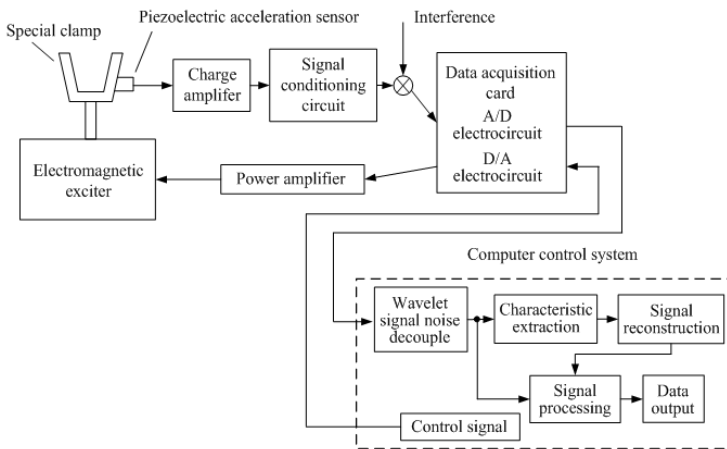 Piezoelectric acceleration sensor
Interference
Special clamp
Charge
amplifer
Signal
conditioning
circuit
Data acquisition
card
A/D
electrocircuit
D/A
electrocircuit
Electromagnetic
exciter
Power amplifier
Computer control system
Wavelet
signal noise
decouple
Characteristic
extraction
Signal
reconstruction
Signal
processing
Data
output
Control signal